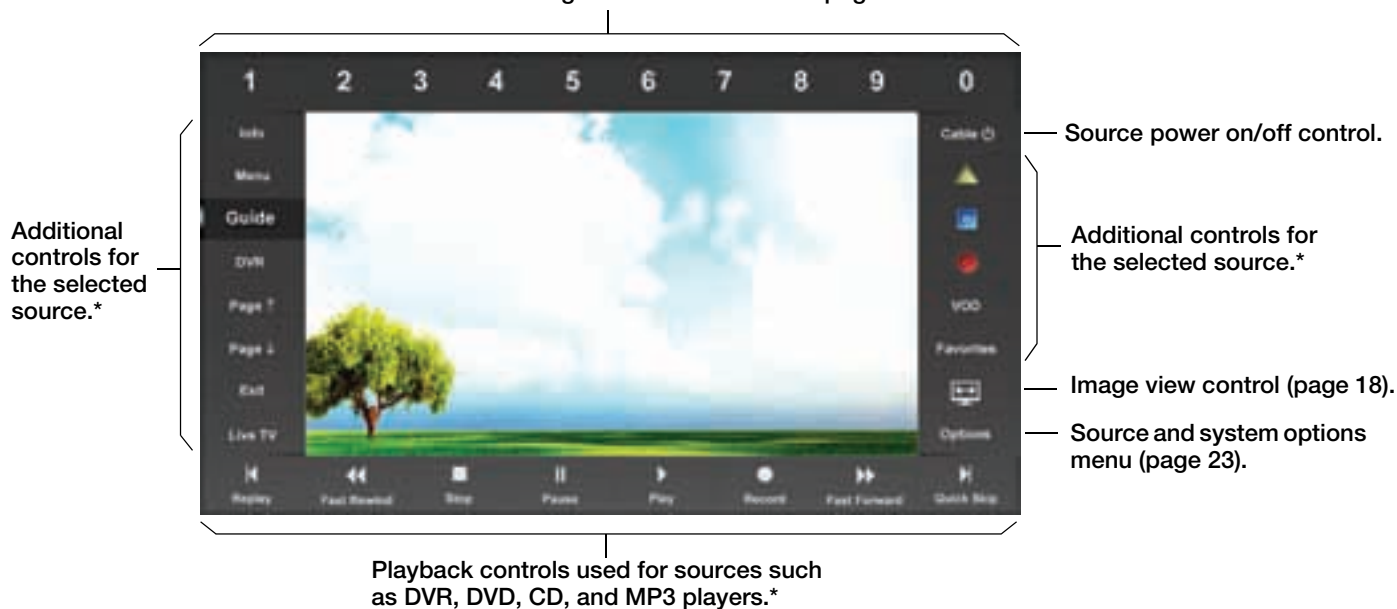 1 2 3 4 5 6 7 8 9 0
Info
Menu
Guide
DVR
Page ↑
Page ↓
Exit
Live TV
Cable
VOD
Favorites
Options
Replay Fast Rewind Stop Pause Play Record Fast Forward Quick Skip
Additional
controls for
the selected
source.*
Source power on/off control.
Additional controls for
the selected source.*
Image view control (page 18).
Source and system options
menu (page 23).
Playback controls used for sources such
as DVR, DVD, CD, and MP3 players.*